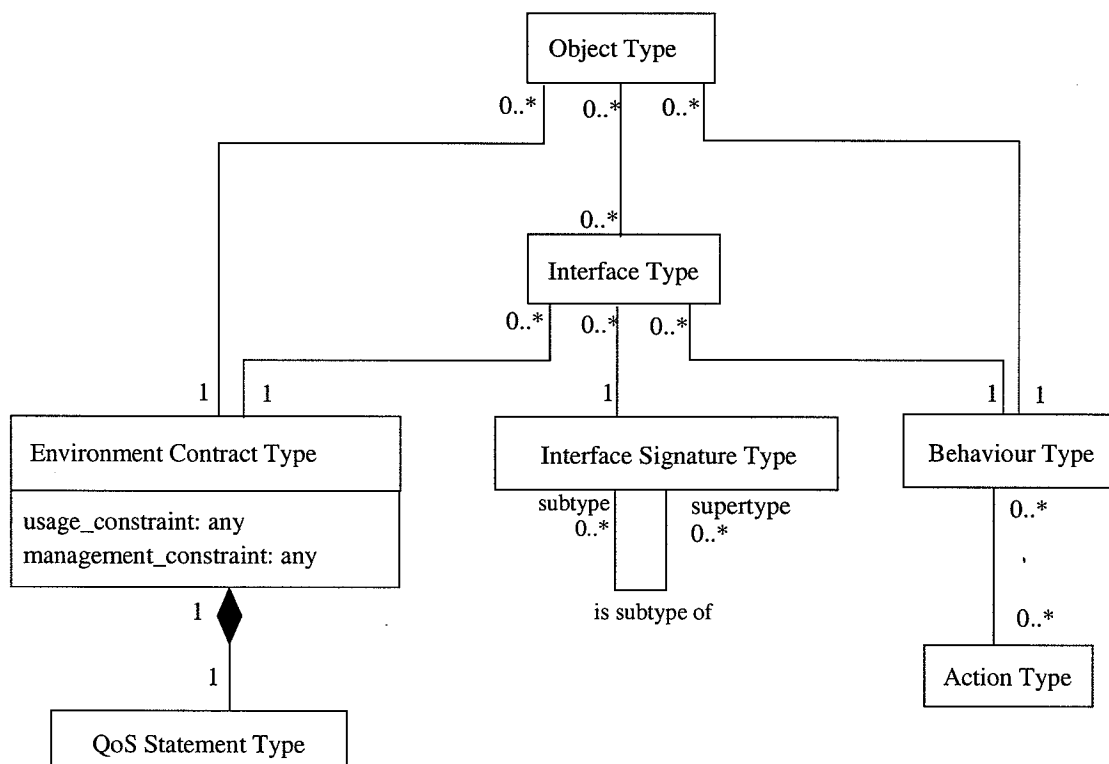 Object Type
0..* 0..* 0..*
0..*
Interface Type
0..* 0..* 0..*
1 1 1 1 1
Environment Contract Type
Interface Signature Type
Behaviour Type
usage_constraint: any
management_constraint: any
subtype supertype
0..* 0..*
0..*
is subtype of
1
0..*
1
Action Type
QoS Statement Type